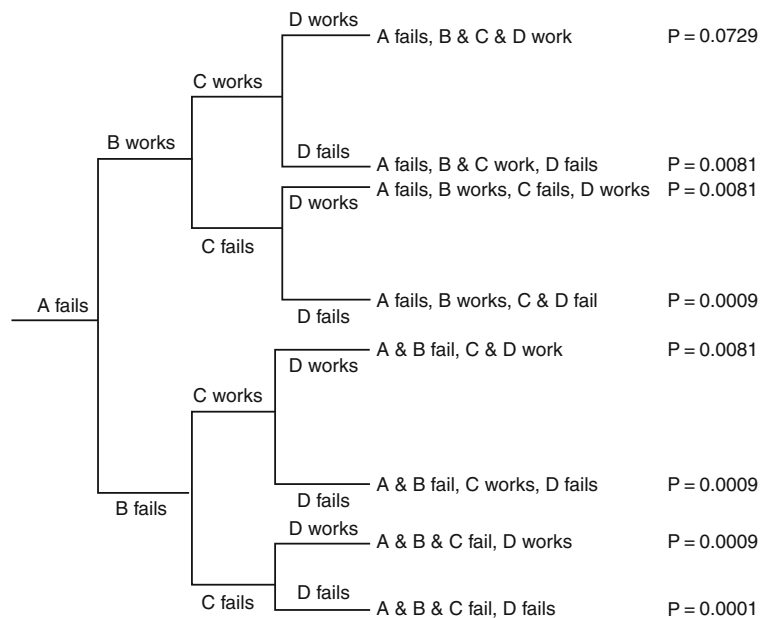 D works
A fails, B & C & D work P = 0.0729
C works
B works
D fails
A fails, B & C work, D fails P = 0.0081
A fails, B works, C fails, D works P = 0.0081
D works
C fails
A fails
A fails, B works, C & D fail P = 0.0009
D fails
A & B fail, C & D work P = 0.0081
D works
C works
A & B fail, C works, D fails P = 0.0009
D fails
B fails
D works
A & B & C fail, D works P = 0.0009
D fails
C fails
A & B & C fail, D fails P = 0.0001